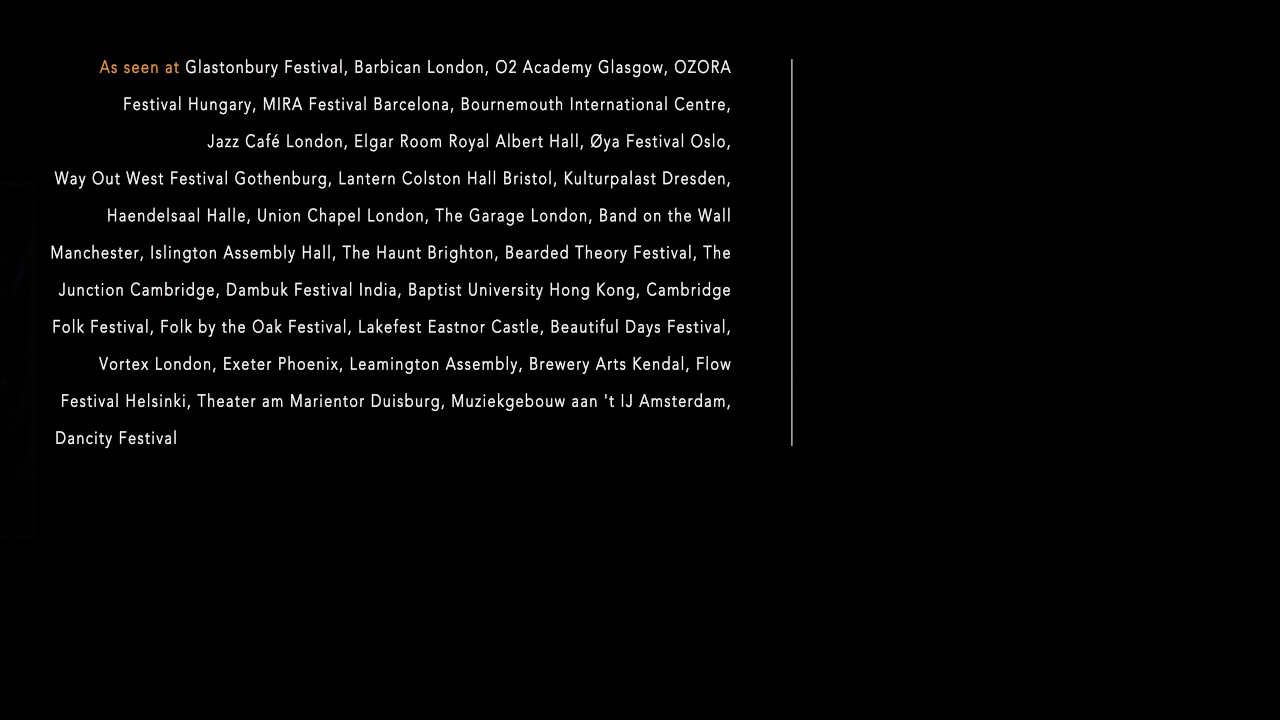 As seen at Glastonbury Festival, Barbican London, O2 Academy Glasgow, OZORA
Festival Hungary, MIRA Festival Barcelona, Bournemouth International Centre,
Jazz Café London, Elgar Room Royal Albert Hall, Øya Festival Oslo,
Way Out West Festival Gothenburg, Lantern Colston Hall Bristol, Kulturpalast Dresden,
Haendelsaal Halle, Union Chapel London, The Garage London, Band on the Wall
Manchester, Islington Assembly Hall, The Haunt Brighton, Bearded Theory Festival, The
Junction Cambridge, Dambuk Festival India, Baptist University Hong Kong, Cambridge
Folk Festival, Folk by the Oak Festival, Lakefest Eastnor Castle, Beautiful Days Festival,
Vortex London, Exeter Phoenix, Leamington Assembly, Brewery Arts Kendal, Flow
Festival Helsinki, Theater am Marientor Duisburg, Muziekgebouw aan 't IJ Amsterdam,
Dancity Festival